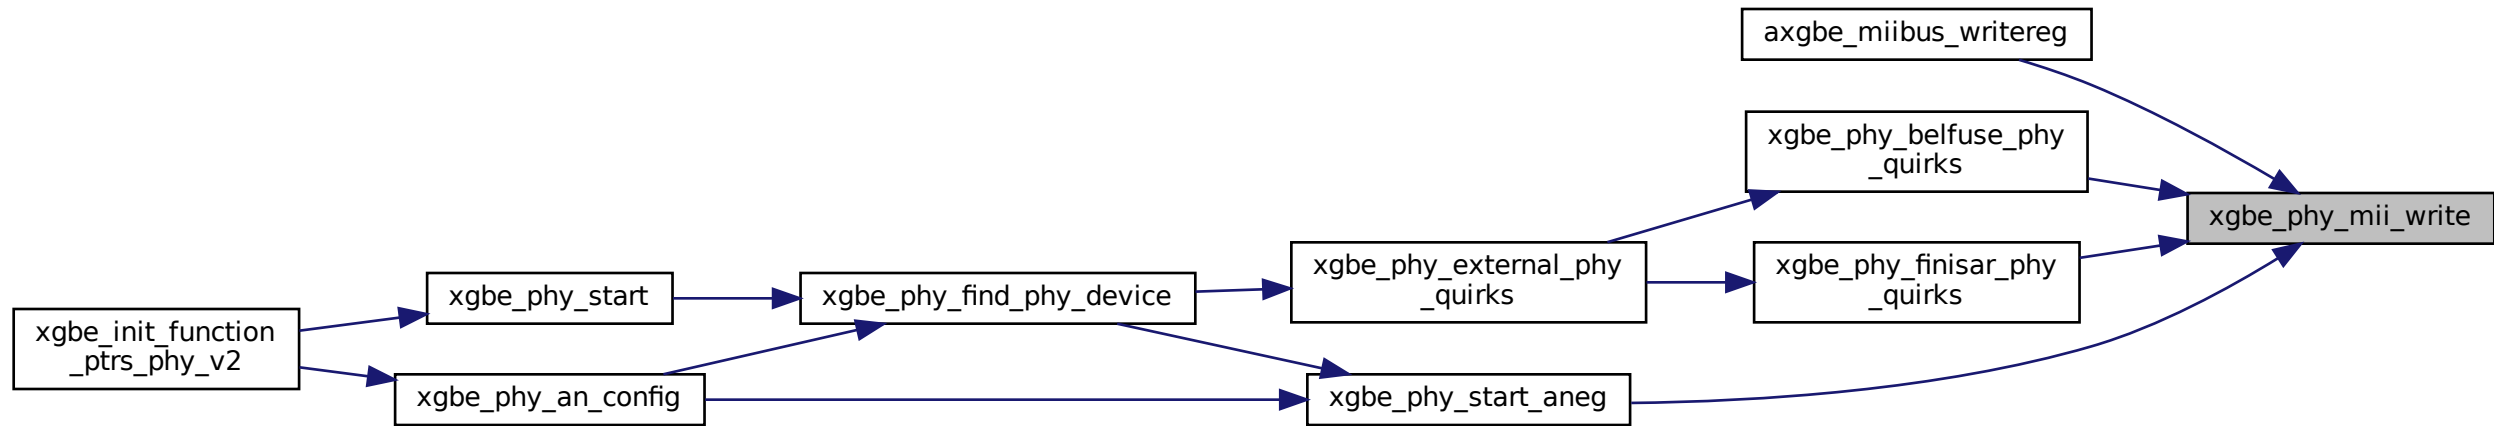 axgbe_miibus_writereg
xgbe_phy_belfuse_phy
_quirks
xgbe_phy_mii_write
xgbe_phy_external_phy
_quirks
xgbe_phy_finisar_phy
_quirks
xgbe_phy_start
xgbe_phy_find_phy_device
xgbe_init_function
_ptrs_phy_v2
xgbe_phy_an_config
xgbe_phy_start_aneg